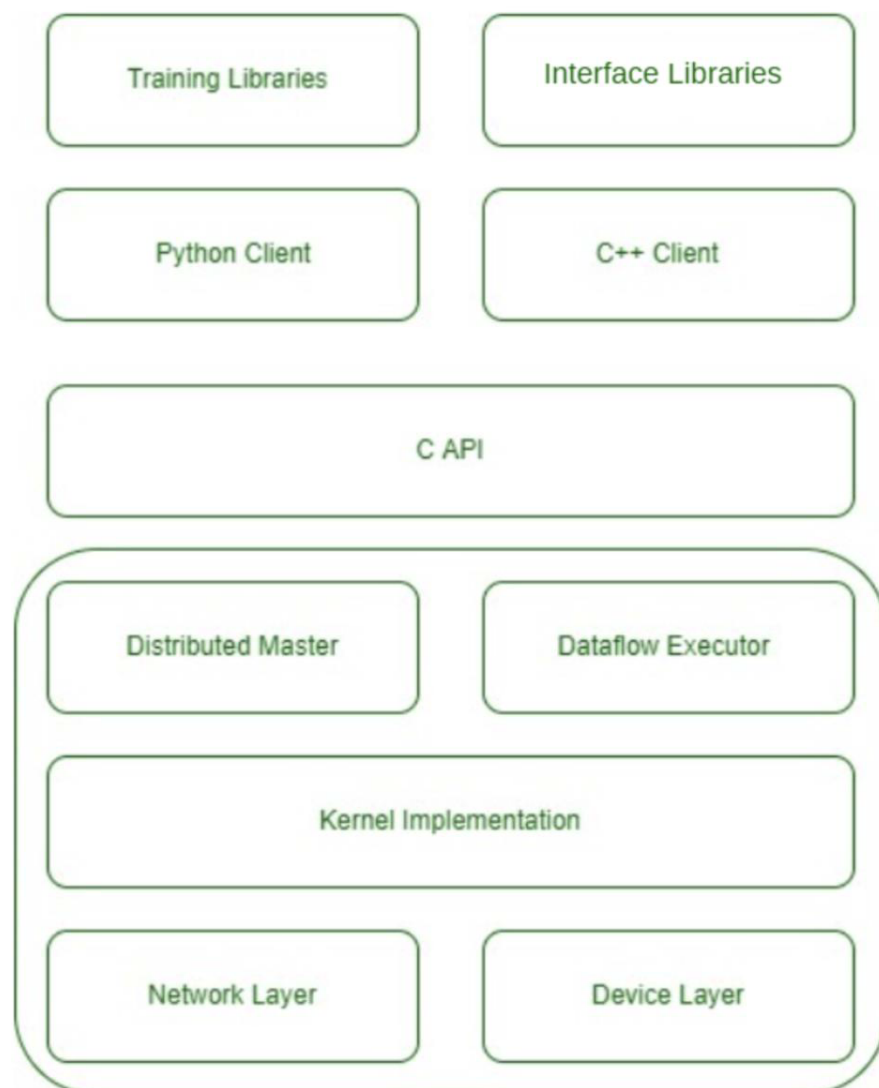 Training Libraries
Interface Libraries
Python Client
C++ Client
C API
Distributed Master
Dataflow Executor
Kernel Implementation
Network Layer
Device Layer